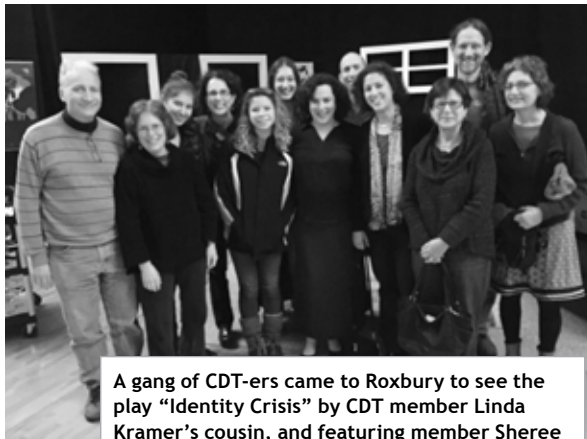 A gang of CDT-ers came to Roxbury to see the
play “Identity Crisis” by CDT member Linda
Kramer’s cousin, and featuring member Sheree